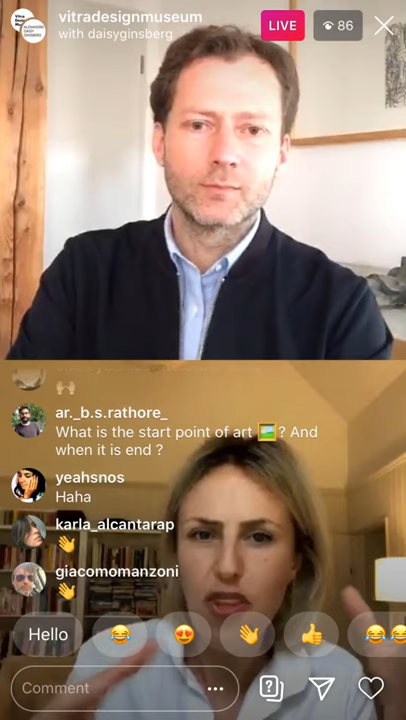 vitradesignmuseum
with daisyginsberg
LIVE
86
ar._b.s.rathore_
What is the start point of art 🖼️? And
when it is end ?
yeahsnos
Haha
karla_alcantarap
👋
giacomomanzoni
👋
Hello 😂 😍 👋 👍 😂😂
Comment